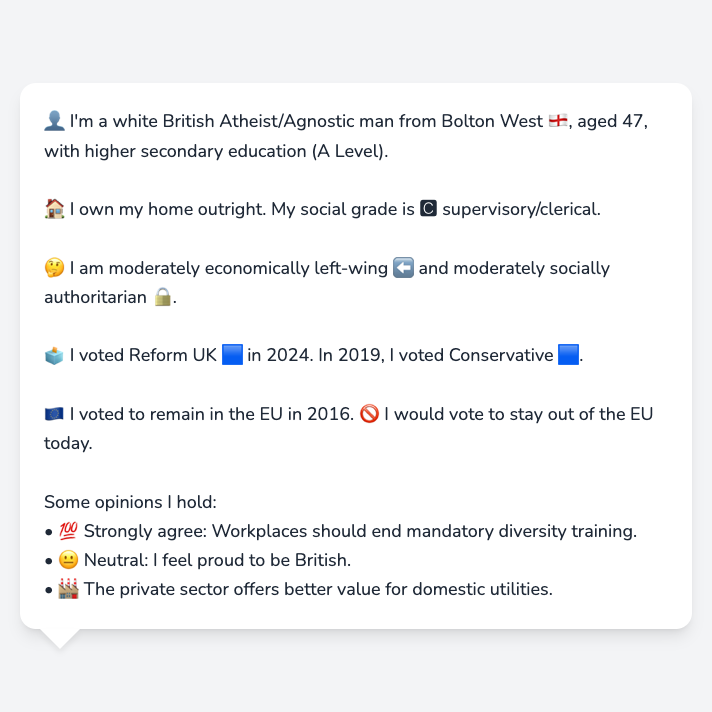 👤 I'm a white British Atheist/Agnostic man from Bolton West 🏴󠁧󠁢󠁥󠁮󠁧󠁿, aged 47,
with higher secondary education (A Level).
🏠 I own my home outright. My social grade is 🅲 supervisory/clerical.
🤔 I am moderately economically left-wing ⬅️ and moderately socially
authoritarian 🔒.
🗳️ I voted Reform UK 🟦 in 2024. In 2019, I voted Conservative 🟦.
🇪🇺 I voted to remain in the EU in 2016. 🚫 I would vote to stay out of the EU
today.
Some opinions I hold:
• 💯 Strongly agree: Workplaces should end mandatory diversity training.
• 😐 Neutral: I feel proud to be British.
• 🏭 The private sector offers better value for domestic utilities.